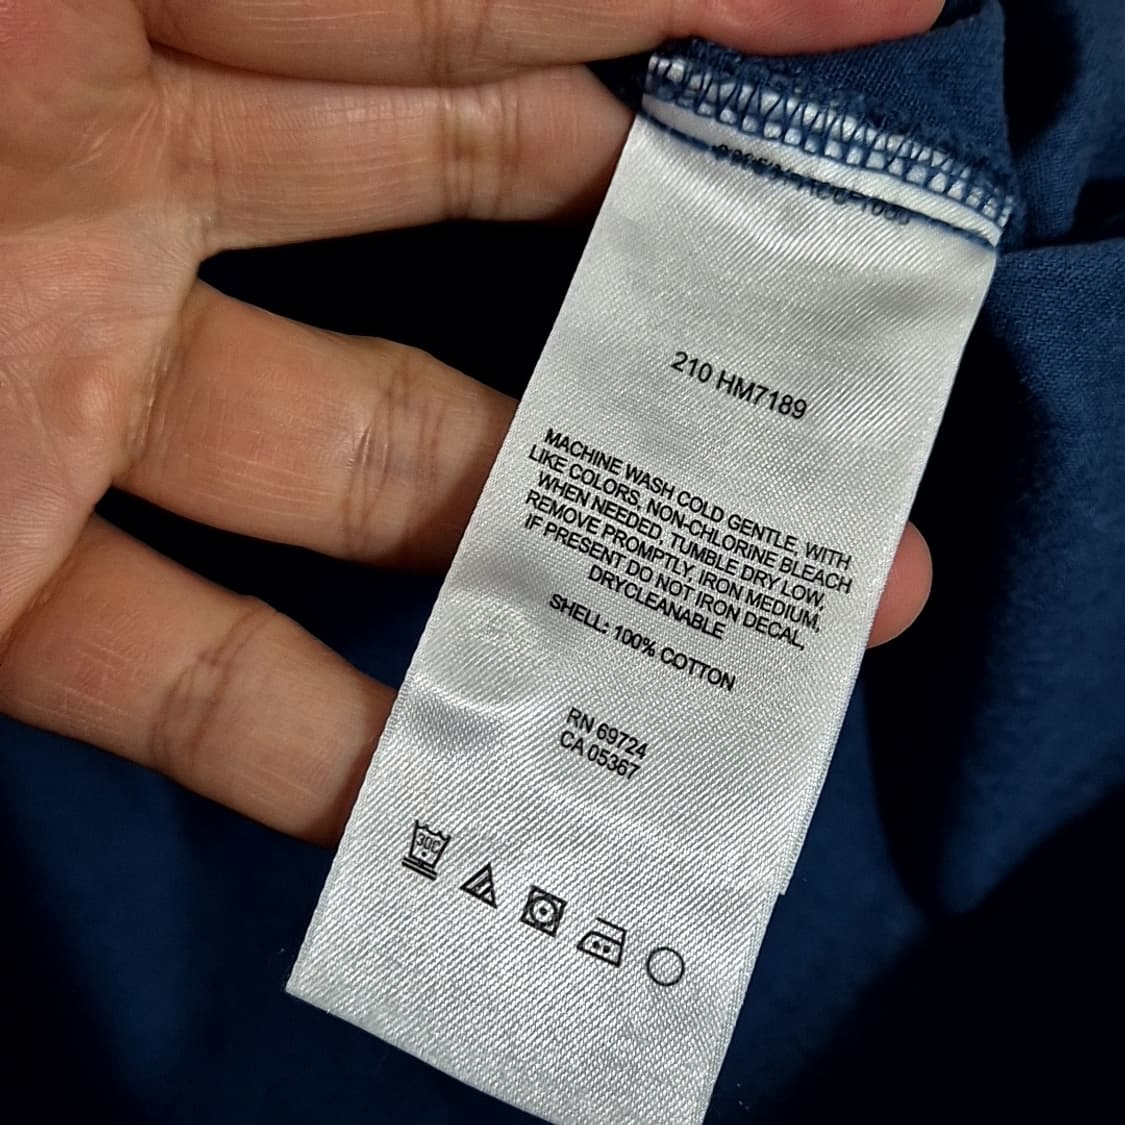 210 HM7189
MACHINE WASH COLD GENTLE, WITH
LIKE COLORS, NON-CHLORINE BLEACH
WHEN NEEDED, TUMBLE DRY LOW,
REMOVE PROMPTLY, IRON MEDIUM,
IF PRESENT DO NOT IRON DECAL,
DRYCLEANABLE
SHELL: 100% COTTON
RN 69724
CA 05367
30C